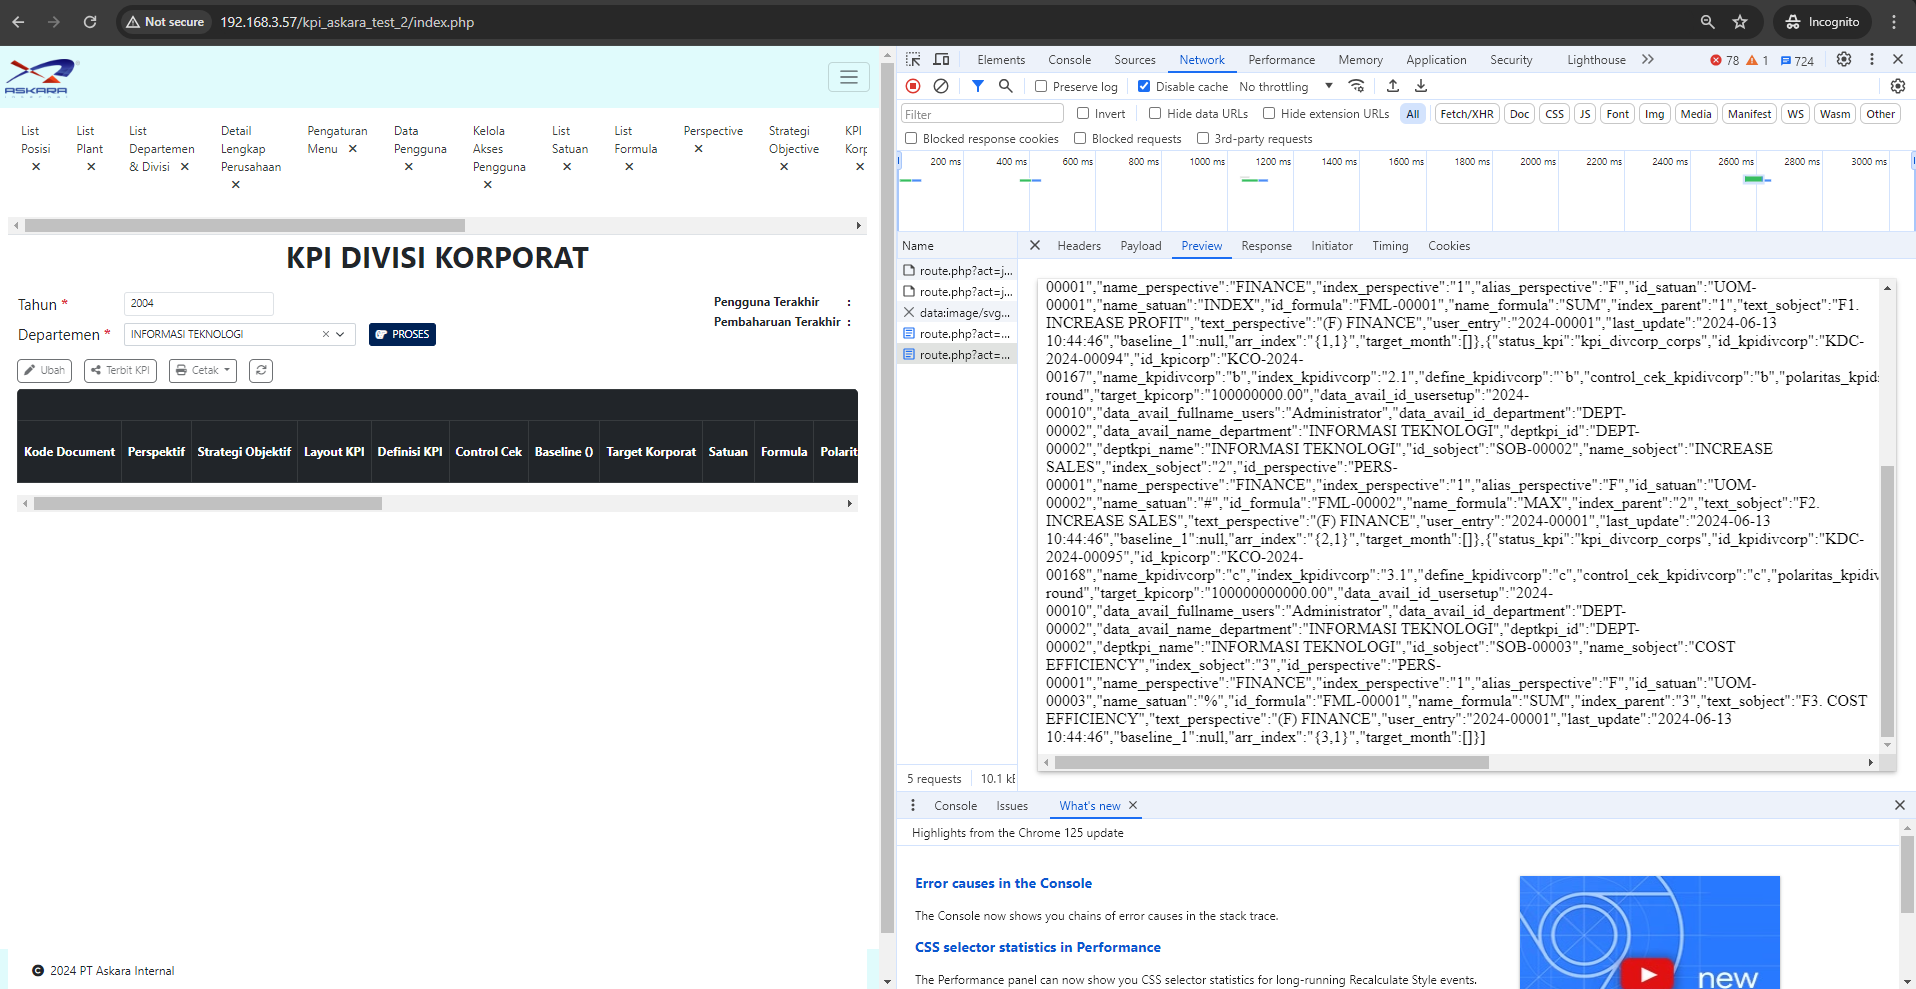 Not secure 192.168.3.57/kpi_askara_test_2/index.php Incognito
ASKARA
List Posisi
List Plant
List Departemen & Divisi
Detail Lengkap Perusahaan
Pengaturan Menu
Data Pengguna
Kelola Akses Pengguna
List Satuan
List Formula
Perspective
Strategi Objective
KPI Korp
KPI DIVISI KORPORAT
Tahun *
2004
Departemen *
INFORMASI TEKNOLOGI
PROSES
Pengguna Terakhir :
Pembaharuan Terakhir :
Ubah
Terbit KPI
Cetak
Kode Document Perspektif Strategi Objektif Layout KPI Definisi KPI Control Cek Baseline () Target Korporat Satuan Formula Polarit
© 2024 PT Askara Internal
Elements Console Sources Network Performance Memory Application Security Lighthouse 78 1 724
Preserve log Disable cache No throttling
Filter Invert Hide data URLs Hide extension URLs All Fetch/XHR Doc CSS JS Font Img Media Manifest WS Wasm Other
Blocked response cookies Blocked requests 3rd-party requests
200 ms 400 ms 600 ms 800 ms 1000 ms 1200 ms 1400 ms 1600 ms 1800 ms 2000 ms 2200 ms 2400 ms 2600 ms 2800 ms 3000 ms
Name
route.php?act=j...
route.php?act=j...
data:image/svg...
route.php?act=...
route.php?act=...
5 requests 10.1 kE
Headers Payload Preview Response Initiator Timing Cookies
00001","name_perspective":"FINANCE","index_perspective":"1","alias_perspective":"F","id_satuan":"UOM-
00001","name_satuan":"INDEX","id_formula":"FML-00001","name_formula":"SUM","index_parent":"1","text_sobject":"F1.
INCREASE PROFIT","text_perspective":"(F) FINANCE","user_entry":"2024-00001","last_update":"2024-06-13
10:44:46","baseline_1":null,"arr_index":"{1,1}","target_month":[]},{"status_kpi":"kpi_divcorp_corps","id_kpidivcorp":"KDC-
2024-00094","id_kpicorp":"KCO-2024-
00167","name_kpidivcorp":"b","index_kpidivcorp":"2.1","define_kpidivcorp":"`b","control_cek_kpidivcorp":"b","polaritas_kpid
round","target_kpicorp":"100000000.00","data_avail_id_usersetup":"2024-
00010","data_avail_fullname_users":"Administrator","data_avail_id_department":"DEPT-
00002","data_avail_name_department":"INFORMASI TEKNOLOGI","deptkpi_id":"DEPT-
00002","deptkpi_name":"INFORMASI TEKNOLOGI","id_sobject":"SOB-00002","name_sobject":"INCREASE
SALES","index_sobject":"2","id_perspective":"PERS-
00001","name_perspective":"FINANCE","index_perspective":"1","alias_perspective":"F","id_satuan":"UOM-
00002","name_satuan":"#","id_formula":"FML-00002","name_formula":"MAX","index_parent":"2","text_sobject":"F2.
INCREASE SALES","text_perspective":"(F) FINANCE","user_entry":"2024-00001","last_update":"2024-06-13
10:44:46","baseline_1":null,"arr_index":"{2,1}","target_month":[]},{"status_kpi":"kpi_divcorp_corps","id_kpidivcorp":"KDC-
2024-00095","id_kpicorp":"KCO-2024-
00168","name_kpidivcorp":"c","index_kpidivcorp":"3.1","define_kpidivcorp":"c","control_cek_kpidivcorp":"c","polaritas_kpidiv
round","target_kpicorp":"100000000000.00","data_avail_id_usersetup":"2024-
00010","data_avail_fullname_users":"Administrator","data_avail_id_department":"DEPT-
00002","data_avail_name_department":"INFORMASI TEKNOLOGI","deptkpi_id":"DEPT-
00002","deptkpi_name":"INFORMASI TEKNOLOGI","id_sobject":"SOB-00003","name_sobject":"COST
EFFICIENCY","index_sobject":"3","id_perspective":"PERS-
00001","name_perspective":"FINANCE","index_perspective":"1","alias_perspective":"F","id_satuan":"UOM-
00003","name_satuan":"%","id_formula":"FML-00001","name_formula":"SUM","index_parent":"3","text_sobject":"F3. COST
EFFICIENCY","text_perspective":"(F) FINANCE","user_entry":"2024-00001","last_update":"2024-06-13
10:44:46","baseline_1":null,"arr_index":"{3,1}","target_month":[]}]
Console Issues What's new
Highlights from the Chrome 125 update
Error causes in the Console
The Console now shows you chains of error causes in the stack trace.
CSS selector statistics in Performance
The Performance panel can now show you CSS selector statistics for long-running Recalculate Style events.
new